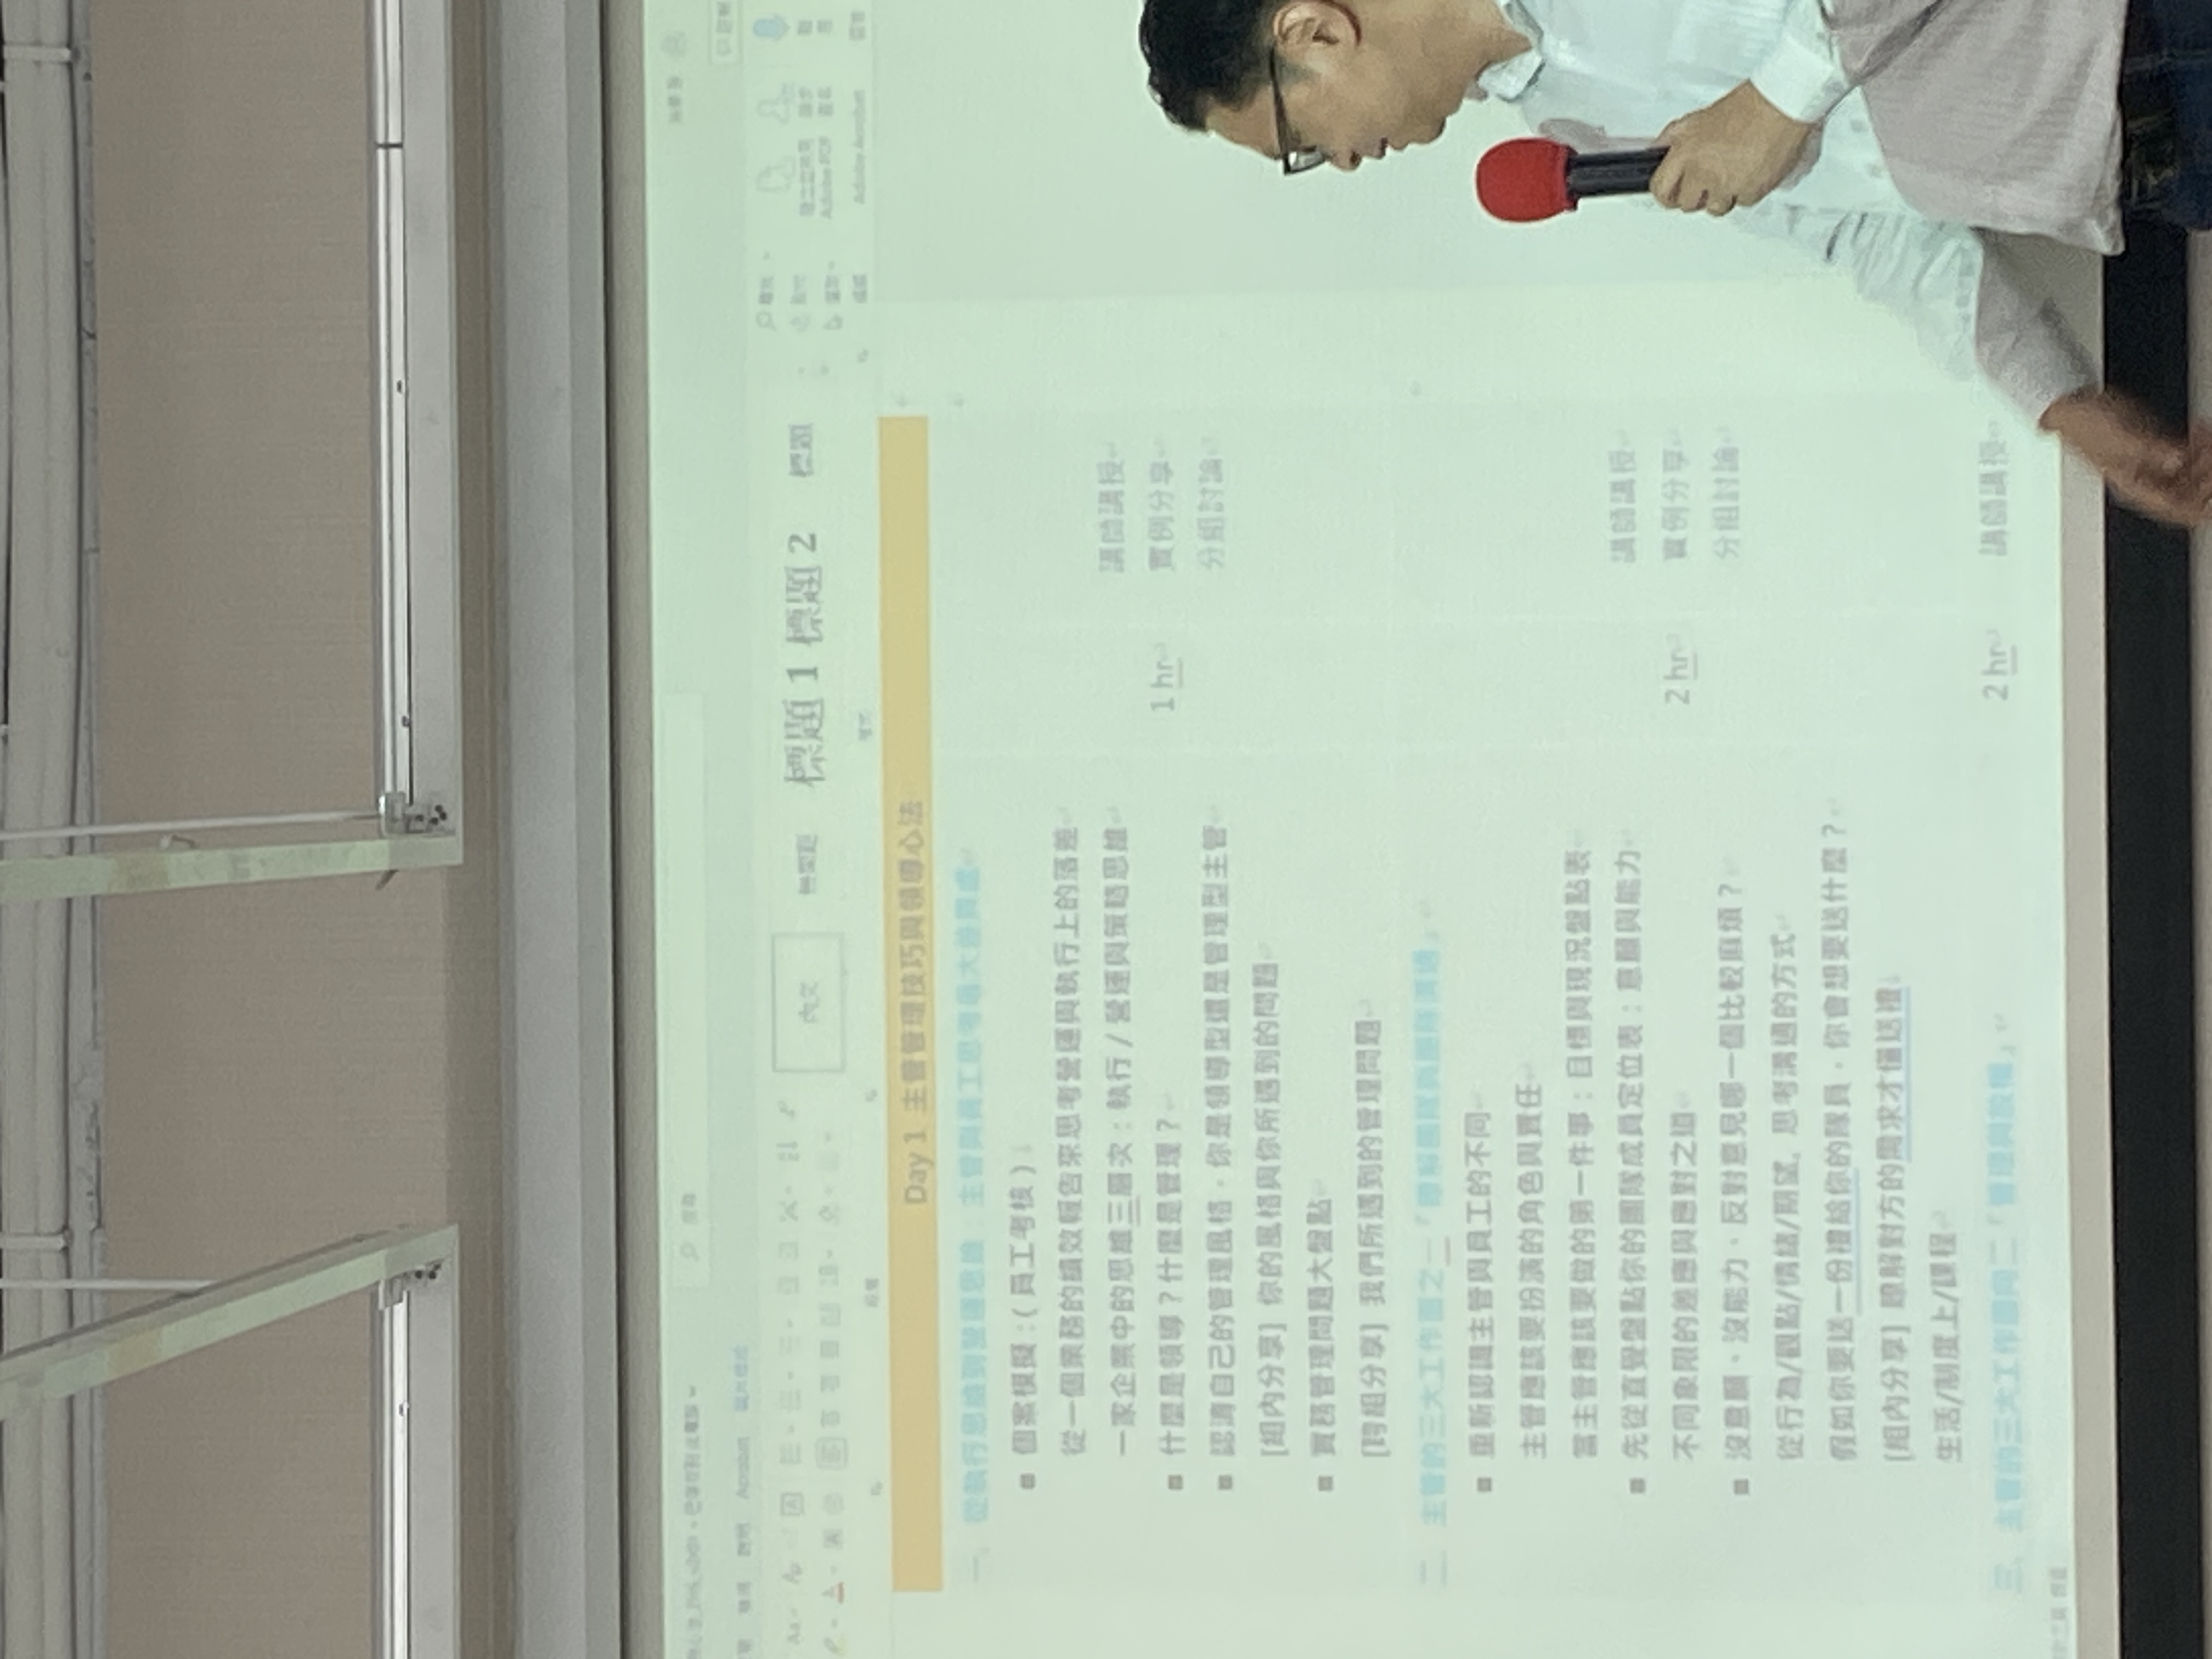 搜尋
說明 Acrobat
內文 無間距 標題 1 標題 2 標題
Adobe PDF
段落 樣式 編輯 Adobe Acrobat
Day 1 主管管理技巧與領導心法
一、從執行思維到營運思維：主管與員工思考最大差異處
■ 個案模擬:(員工考核)
從一個業務的績效報告來思考營運與執行上的落差
一家企業中的思維三層次：執行/營運與策略思維
■ 什麼是領導？什麼是管理？
■ 認清自己的管理風格，你是領導型還是管理型主管
[組內分享] 你的風格與你所遇到的問題
■ 實務管理問題大盤點
[跨組分享] 我們所遇到的管理問題
1 hr
講師講授
實例分享
分組討論
二、主管的三大工作面之一「瞭解團隊與團隊溝通」
■ 重新認識主管與員工的不同
主管應該要扮演的角色與責任
當主管應該要做的第一件事：目標與現況盤點表
■ 先從直覺盤點你的團隊成員定位表：意願與能力
不同象限的差應與應對之道
■ 沒意願、沒能力、反對意見哪一個比較麻煩？
從行為/觀點/情緒/期望, 思考溝通的方式
假如你要送一份禮給你的隊員，你會想要送什麼？
[組內分享] 瞭解對方的需求才懂送禮
生活/制度上/課程
2 hr
講師講授
實例分享
分組討論
三、主管的三大工作面向二「管理與授權」
2 hr
講師講授